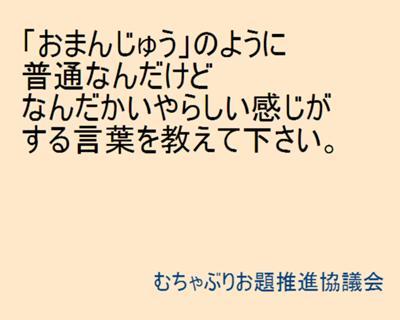 「おまんじゅう」のように
普通なんだけど
なんだかいやらしい感じが
する言葉を教えて下さい。
むちゃぶりお題推進協議会